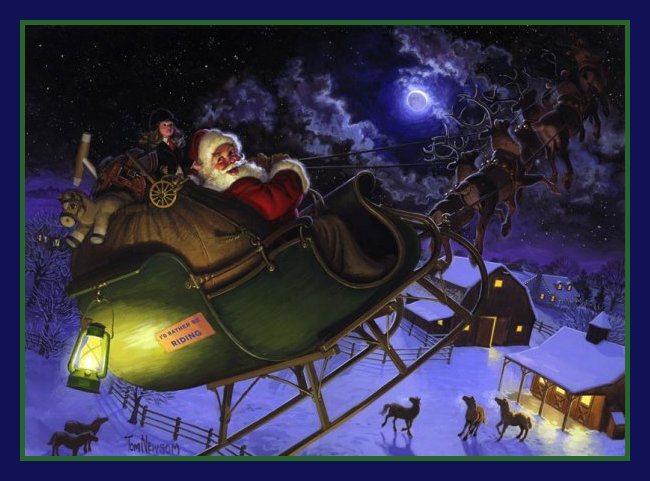 I'D RATHER BE
RIDING
TOM NEWSOM